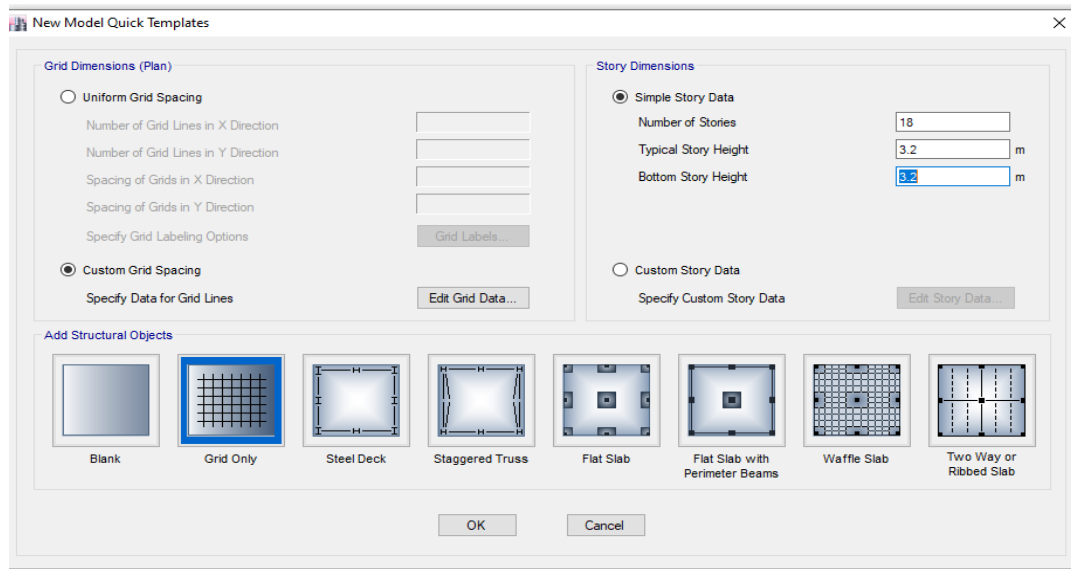 New Model Quick Templates
Grid Dimensions (Plan)
Uniform Grid Spacing
Number of Grid Lines in X Direction
Number of Grid Lines in Y Direction
Spacing of Grids in X Direction
Spacing of Grids in Y Direction
Specify Grid Labeling Options
Grid Labels...
Custom Grid Spacing
Specify Data for Grid Lines
Edit Grid Data...
Story Dimensions
Simple Story Data
Number of Stories 18
Typical Story Height 3.2 m
Bottom Story Height 3.2 m
Custom Story Data
Specify Custom Story Data
Edit Story Data...
Add Structural Objects
Blank
Grid Only
Steel Deck
Staggered Truss
Flat Slab
Flat Slab with
Perimeter Beams
Waffle Slab
Two Way or
Ribbed Slab
OK
Cancel